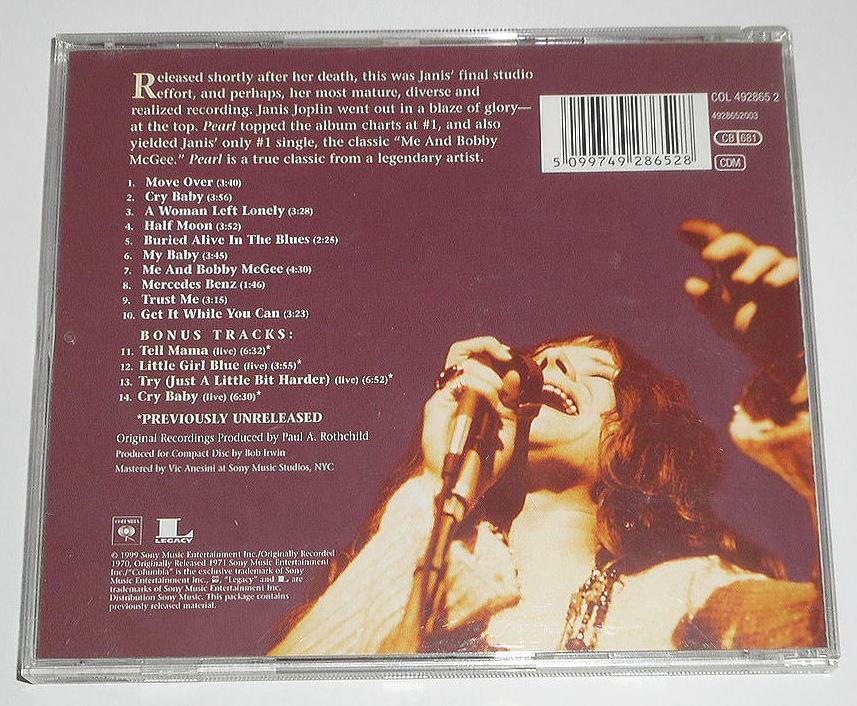 Released shortly after her death, this was Janis' final studio
effort, and perhaps, her most mature, diverse and
realized recording. Janis Joplin went out in a blaze of glory—
at the top. Pearl topped the album charts at #1, and also
yielded Janis' only #1 single, the classic "Me And Bobby
McGee." Pearl is a true classic from a legendary artist.
5 099749 286528
COL 492865 2
4928652003
CB 681
CDM
1. Move Over (3:40)
2. Cry Baby (3:56)
3. A Woman Left Lonely (3:28)
4. Half Moon (3:52)
5. Buried Alive In The Blues (2:25)
6. My Baby (3:45)
7. Me And Bobby McGee (4:30)
8. Mercedes Benz (1:46)
9. Trust Me (3:15)
10. Get It While You Can (3:23)
BONUS TRACKS:
11. Tell Mama (live) (6:32)*
12. Little Girl Blue (live) (3:55)*
13. Try (Just A Little Bit Harder) (live) (6:52)*
14. Cry Baby (live) (6:30)*
*PREVIOUSLY UNRELEASED
Original Recordings Produced by Paul A. Rothchild
Produced for Compact Disc by Bob Irwin
Mastered by Vic Anesini at Sony Music Studios, NYC
COLUMBIA
L
LEGACY
© 1999 Sony Music Entertainment Inc./Originally Recorded
1970, Originally Released 1971 Sony Music Entertainment
Inc./"Columbia" is the exclusive trademark of Sony
Music Entertainment Inc., "Legacy" and L are
trademarks of Sony Music Entertainment Inc.
Distribution Sony Music. This package contains
previously released material.